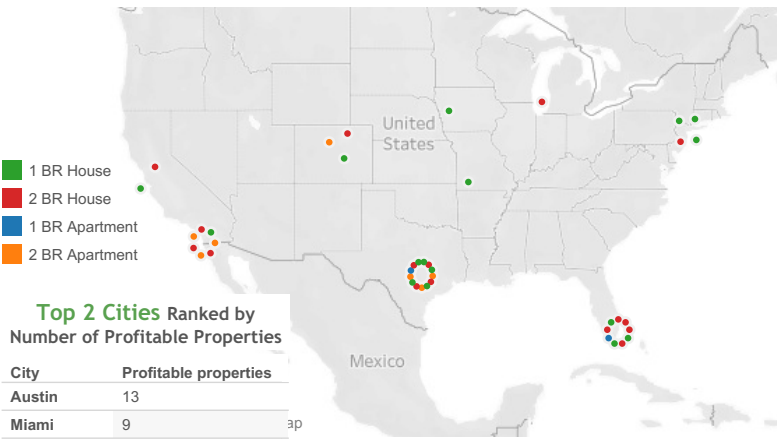 United
States
1 BR House
2 BR House
1 BR Apartment
2 BR Apartment
Top 2 Cities Ranked by
Number of Profitable Properties
Mexico
City Profitable properties
Austin 13
Miami 9
ap